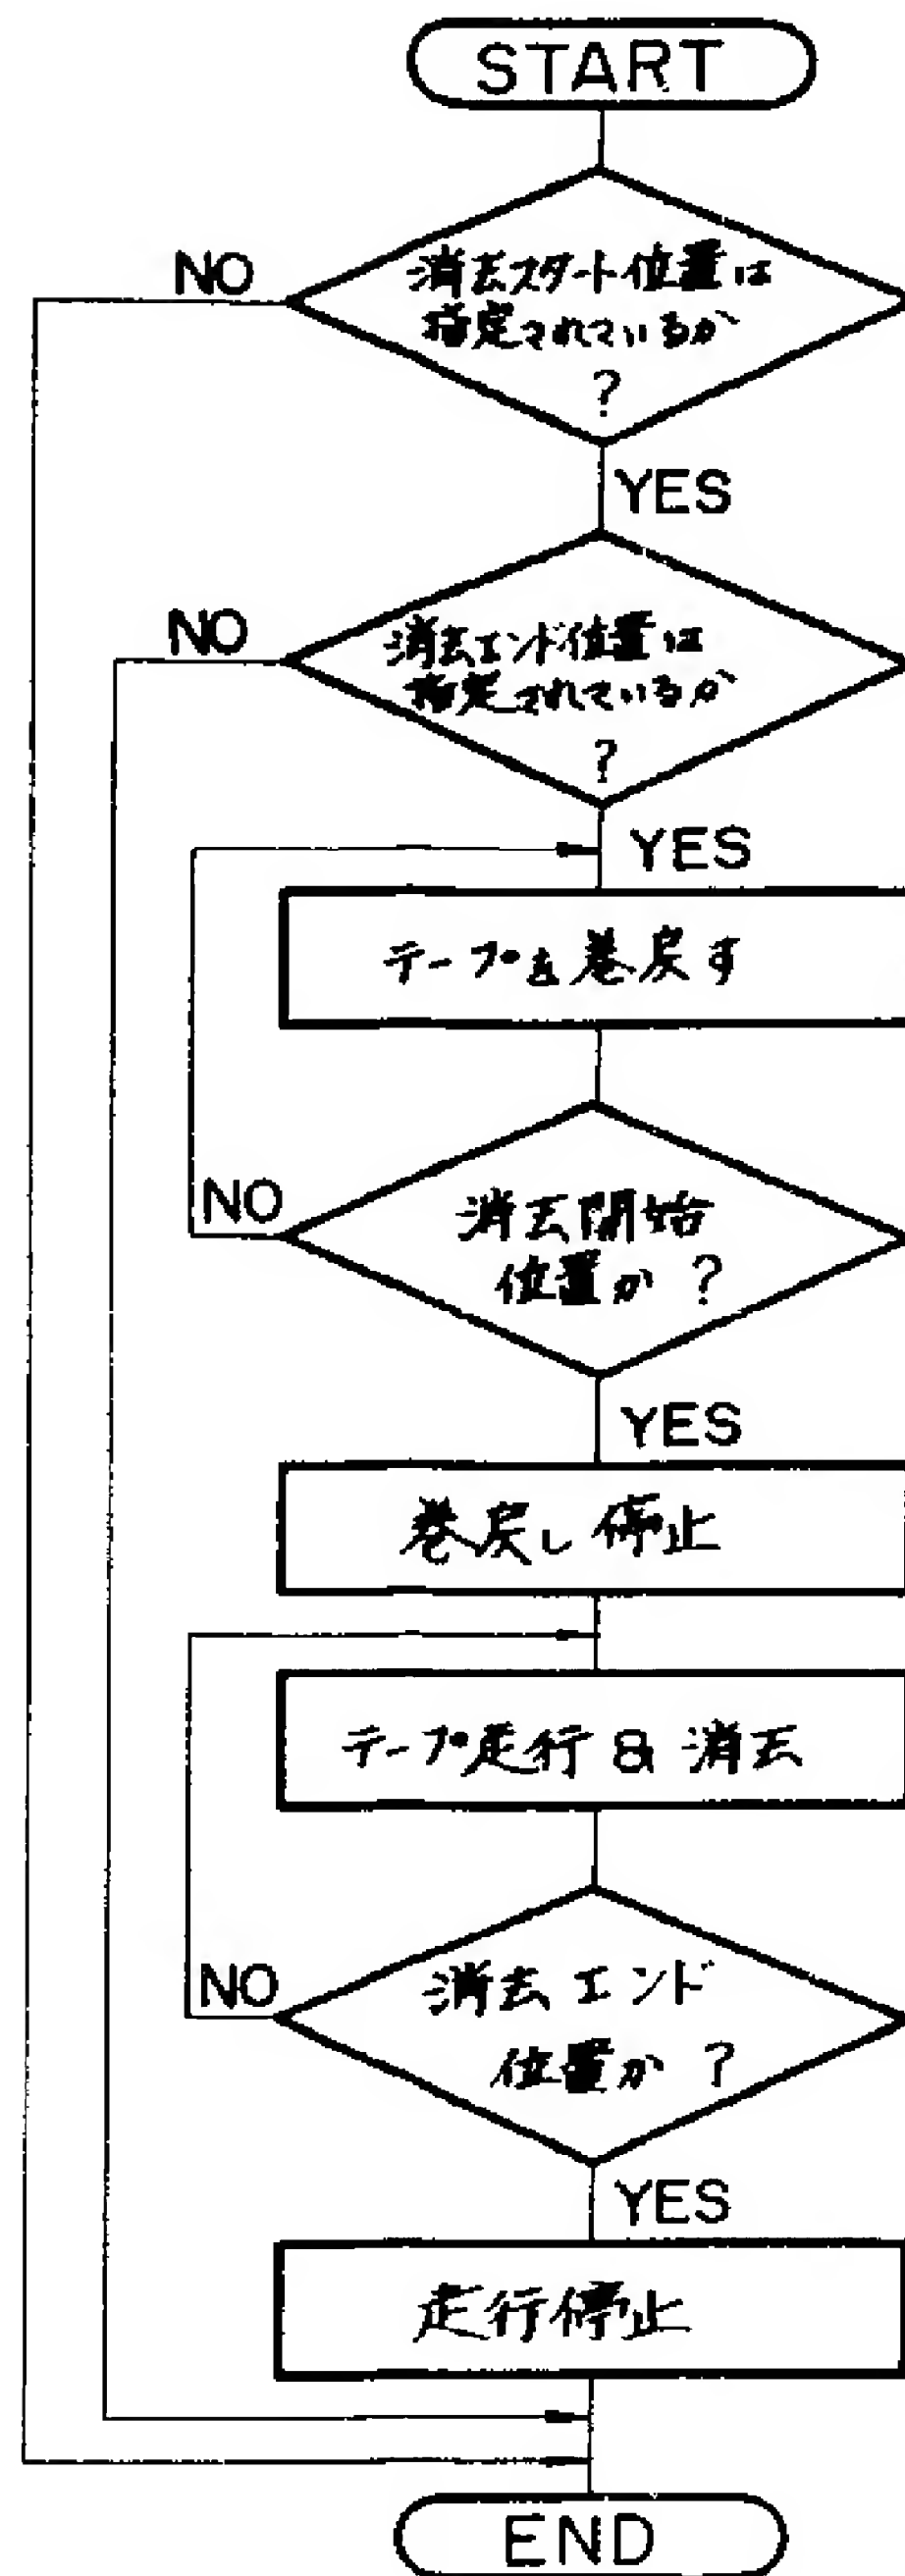 START
NO
消去スタート位置は
指定されているか
?
YES
NO
消去エンド位置は
指定されているか
?
YES
テープを巻戻す
NO
消去開始
位置か ?
YES
巻戻し停止
テープ走行 & 消去
NO
消去エンド
位置か ?
YES
走行停止
END